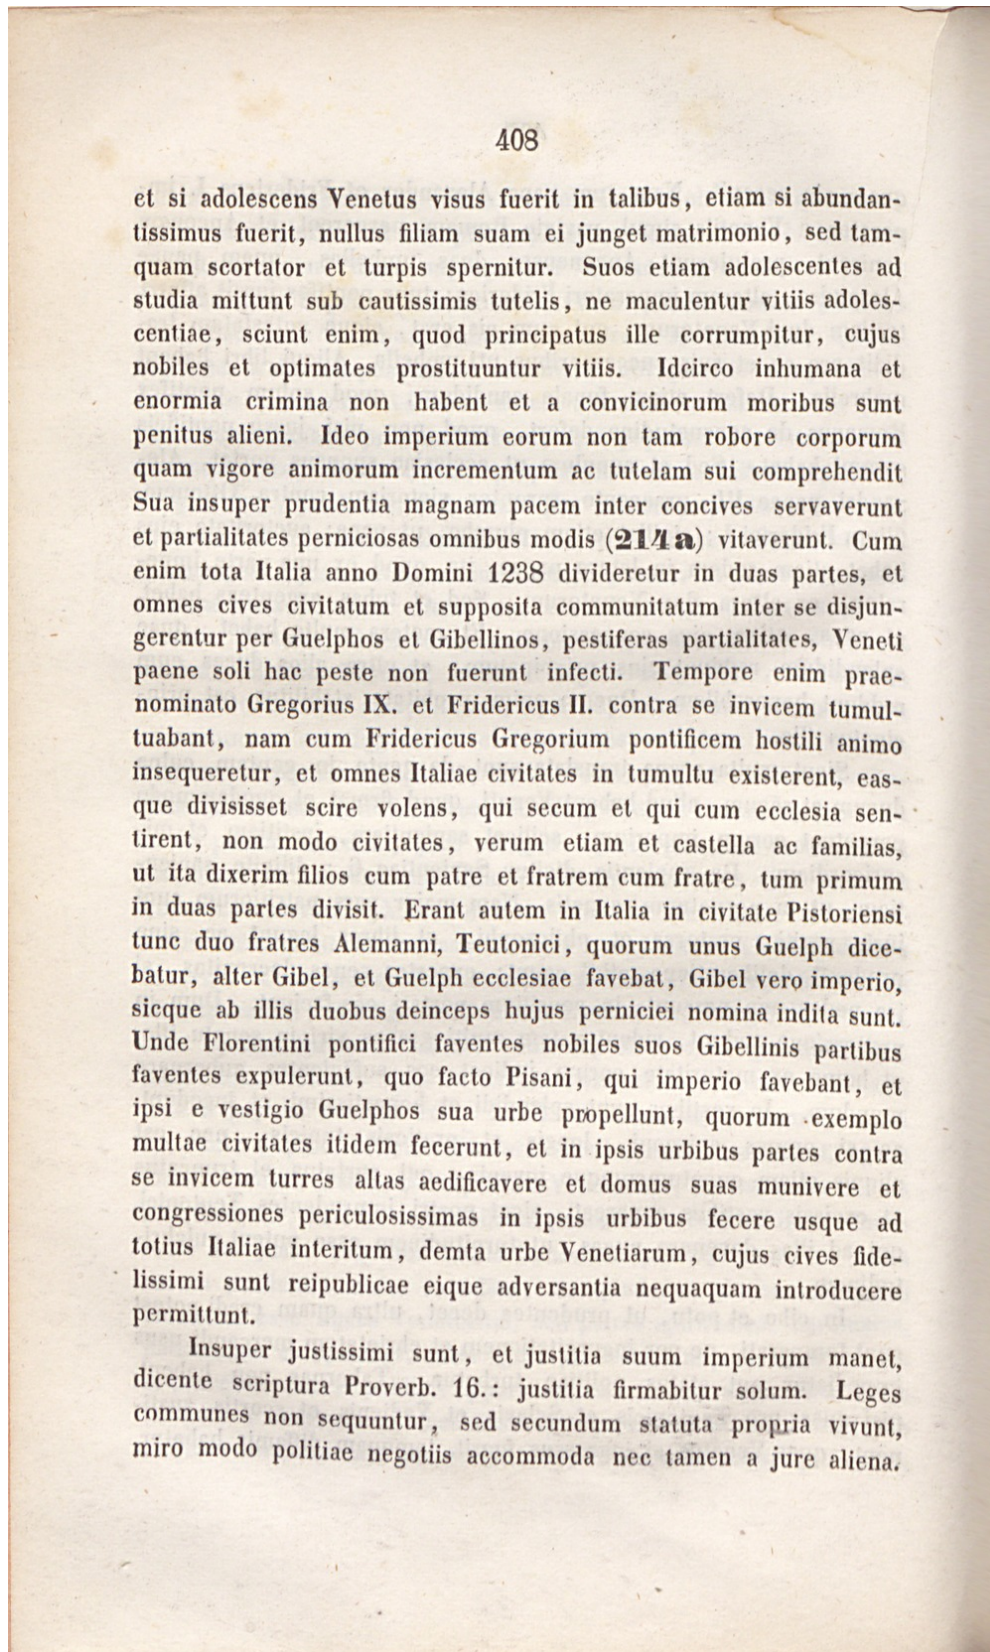 408
et si adolescens Venetus visus fuerit in talibus, etiam si abundan-
tissimus fuerit, nullus filiam suam ei junget matrimonio, sed tam-
quam scortator et turpis spernitur. Suos etiam adolescentes ad
studia mittunt sub cautissimis tutelis, ne maculentur vitiis adoles-
centiae, sciunt enim, quod principatus ille corrumpitur, cujus
nobiles et optimates prostituuntur vitiis. Idcirco inhumana et
enormia crimina non habent et a convicinorum moribus sunt
penitus alieni. Ideo imperium eorum non tam robore corporum
quam vigore animorum incrementum ac tutelam sui comprehendit
Sua insuper prudentia magnam pacem inter concives servaverunt
et partialitates perniciosas omnibus modis (214a) vitaverunt. Cum
enim tota Italia anno Domini 1238 divideretur in duas partes, et
omnes cives civitatum et supposita communitatum inter se disjun-
gerentur per Guelphos et Gibellinos, pestiferas partialitates, Veneti
paene soli hac peste non fuerunt infecti. Tempore enim prae-
nominato Gregorius IX. et Fridericus II. contra se invicem tumul-
tuabant, nam cum Fridericus Gregorium pontificem hostili animo
insequeretur, et omnes Italiae civitates in tumultu existerent, eas-
que divisisset scire volens, qui secum et qui cum ecclesia sen-
tirent, non modo civitates, verum etiam et castella ac familias,
ut ita dixerim filios cum patre et fratrem cum fratre, tum primum
in duas partes divisit. Erant autem in Italia in civitate Pistoriensi
tunc duo fratres Alemanni, Teutonici, quorum unus Guelph dice-
batur, alter Gibel, et Guelph ecclesiae favebat, Gibel vero imperio,
sicque ab illis duobus deinceps hujus perniciei nomina indita sunt.
Unde Florentini pontifici faventes nobiles suos Gibellinis partibus
faventes expulerunt, quo facto Pisani, qui imperio favebant, et
ipsi e vestigio Guelphos sua urbe propellunt, quorum exemplo
multae civitates itidem fecerunt, et in ipsis urbibus partes contra
se invicem turres altas aedificavere et domus suas munivere et
congressiones periculosissimas in ipsis urbibus fecere usque ad
totius Italiae interitum, demta urbe Venetiarum, cujus cives fide-
lissimi sunt reipublicae eique adversantia nequaquam introducere
permittunt.
Insuper justissimi sunt, et justitia suum imperium manet,
dicente scriptura Proverb. 16.: justitia firmabitur solum. Leges
communes non sequuntur, sed secundum statuta propria vivunt,
miro modo politiae negotiis accommoda nec tamen a jure aliena.